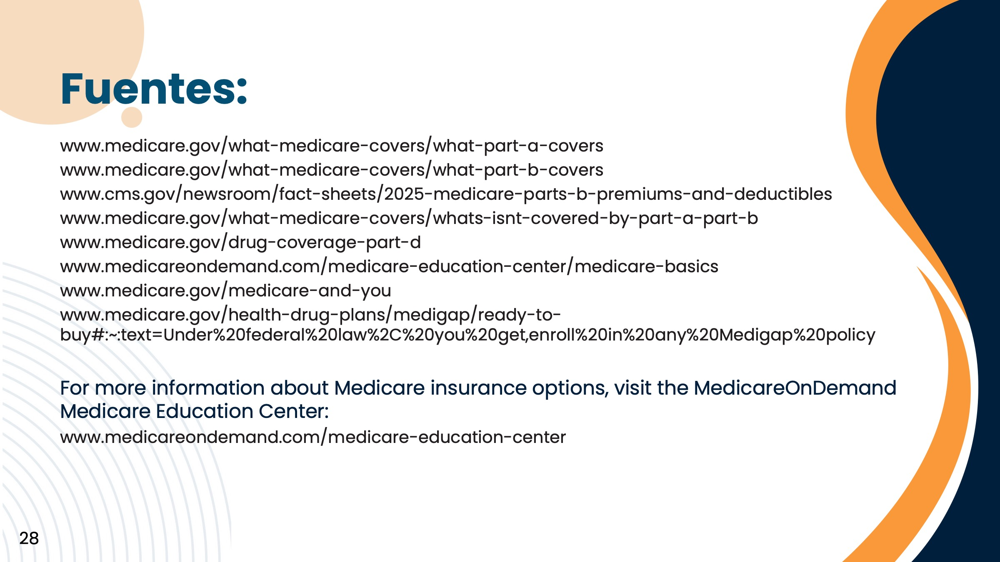 Fuentes:
www.medicare.gov/what-medicare-covers/what-part-a-covers
www.medicare.gov/what-medicare-covers/what-part-b-covers
www.cms.gov/newsroom/fact-sheets/2025-medicare-parts-b-premiums-and-deductibles
www.medicare.gov/what-medicare-covers/whats-isnt-covered-by-part-a-part-b
www.medicare.gov/drug-coverage-part-d
www.medicareondemand.com/medicare-education-center/medicare-basics
www.medicare.gov/medicare-and-you
www.medicare.gov/health-drug-plans/medigap/ready-to-
buy#:~:text=Under%20federal%20law%2C%20you%20get,enroll%20in%20any%20Medigap%20policy
For more information about Medicare insurance options, visit the MedicareOnDemand
Medicare Education Center:
www.medicareondemand.com/medicare-education-center
28